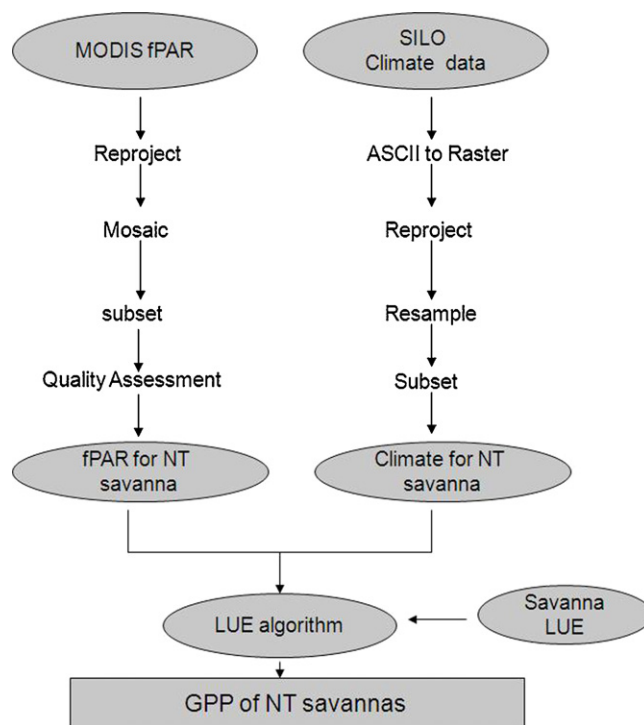 MODIS fPAR
Reproject
Mosaic
subset
Quality Assessment
fPAR for NT
savanna
SILO
Climate data
ASCII to Raster
Reproject
Resample
Subset
Climate for NT
savanna
LUE algorithm
Savanna
LUE
GPP of NT savannas